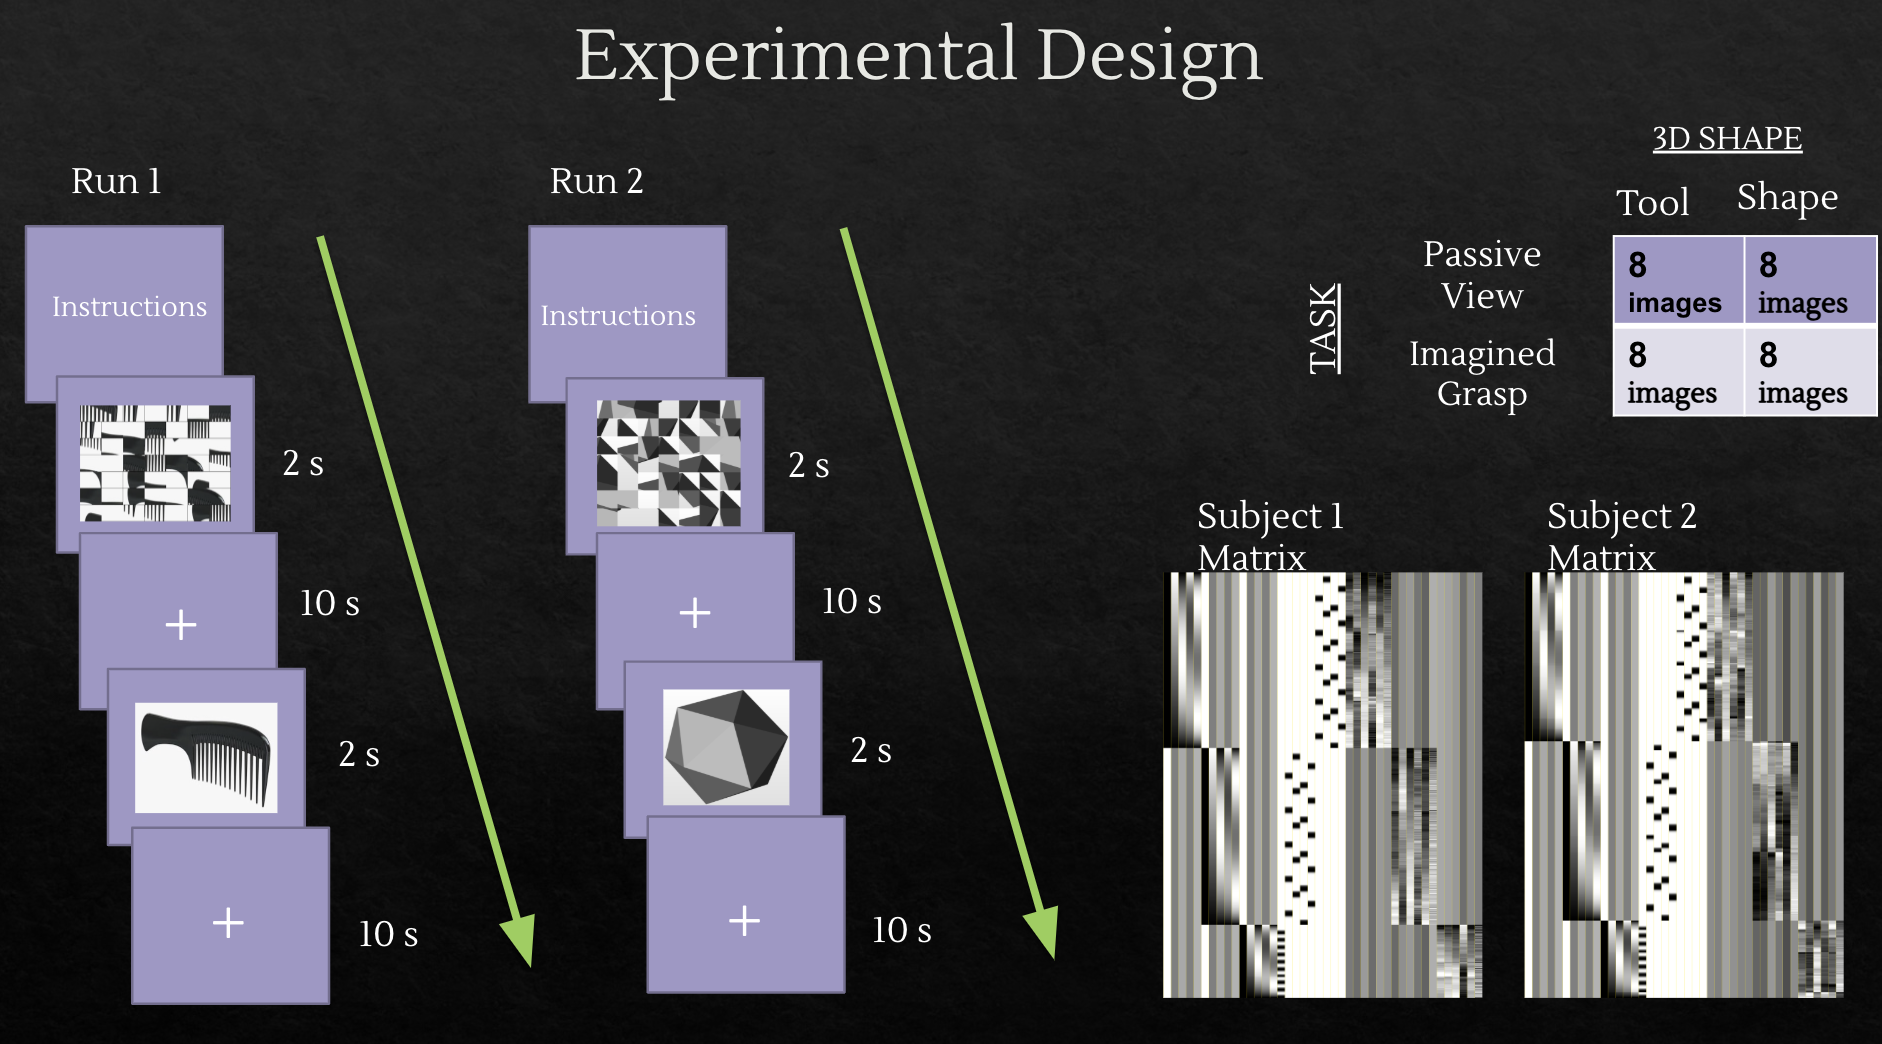 Experimental Design
Run 1
Instructions
2 s
+
10 s
2 s
+
10 s
Run 2
Instructions
2 s
+
10 s
2 s
+
10 s
3D SHAPE
Tool
Shape
TASK
Passive
View
8
images
8
images
Imagined
Grasp
8
images
8
images
Subject 1
Matrix
Subject 2
Matrix